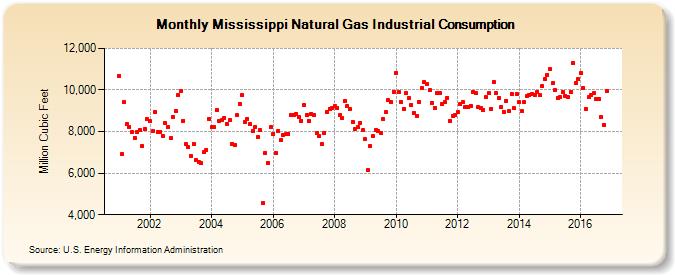 Monthly Mississippi Natural Gas Industrial Consumption
Million Cubic Feet
12,000
10,000
8,000
6,000
4,000
2002 2004 2006 2008 2010 2012 2014 2016
Source: U.S. Energy Information Administration